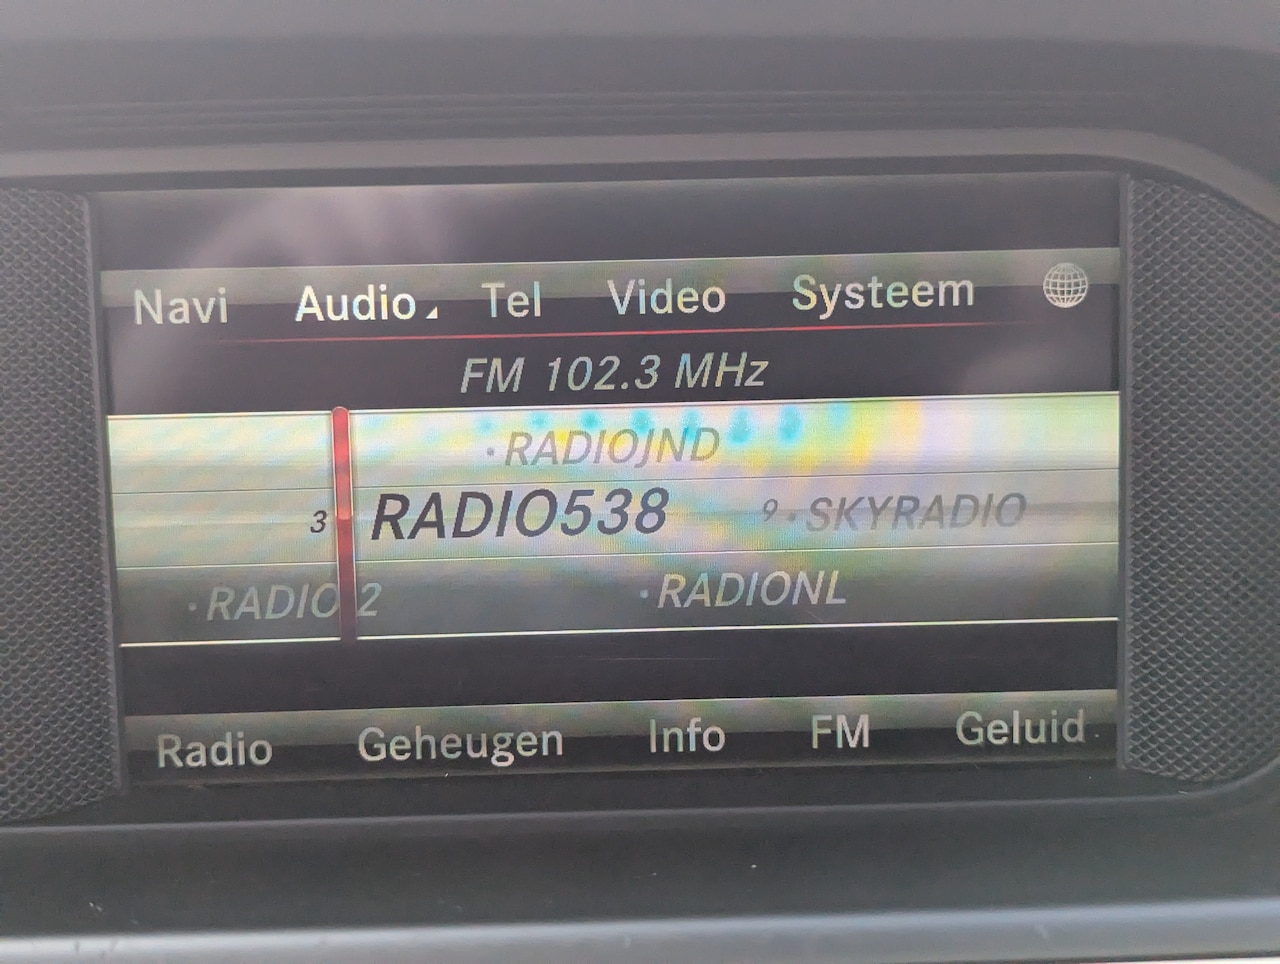 Navi Audio Tel Video Systeem
FM 102.3 MHz
·RADIOJND
3 RADIO538 9·SKYRADIO
·RADIO 2 ·RADIONL
Radio Geheugen Info FM Geluid